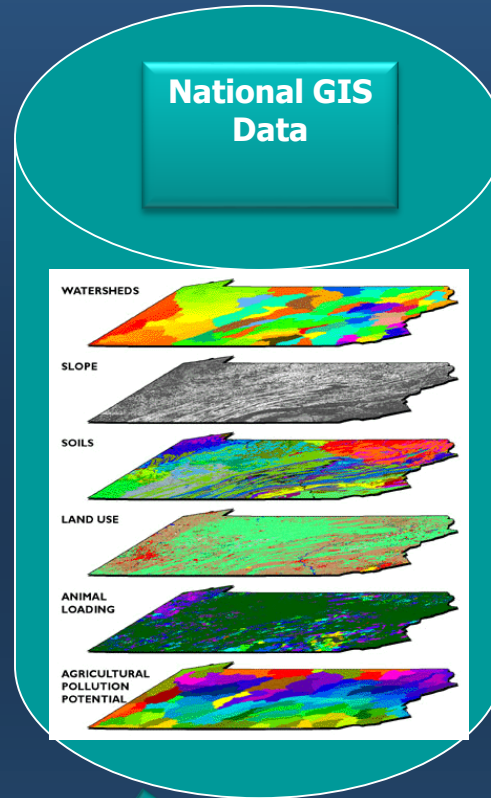 National GIS
Data
WATERSHEDS
SLOPE
SOILS
LAND USE
ANIMAL
LOADING
AGRICULTURAL
POLLUTION
POTENTIAL